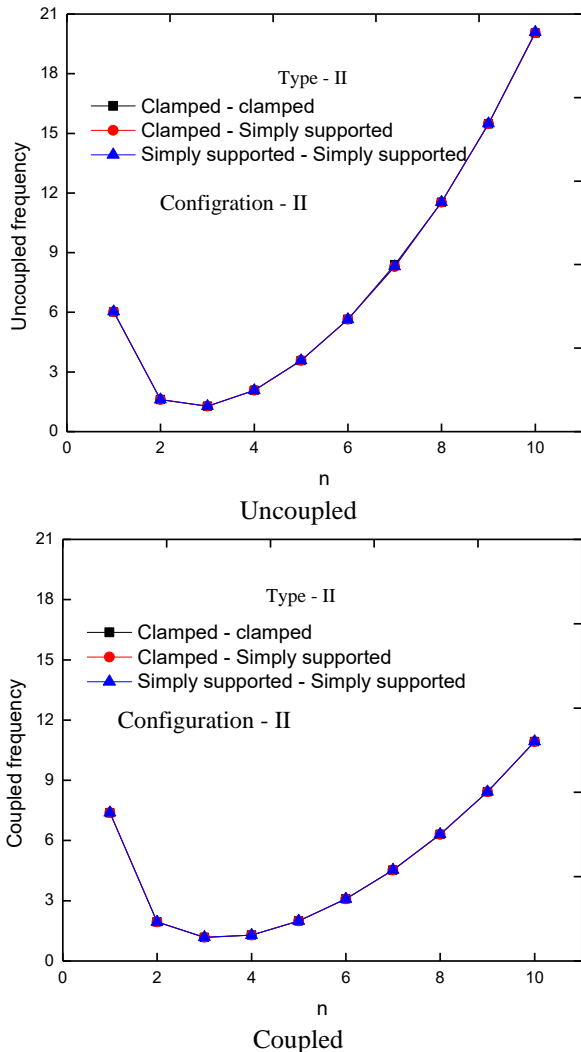 21
18
15
12
9
6
3
0
Uncoupled frequency
Type - II
Clamped - clamped
Clamped - Simply supported
Simply supported - Simply supported
Configration - II
0 2 4 6 8 10
n
Uncoupled
21
18
15
12
9
6
3
0
Coupled frequency
Type - II
Clamped - clamped
Clamped - Simply supported
Simply supported - Simply supported
Configuration - II
0 2 4 6 8 10
n
Coupled